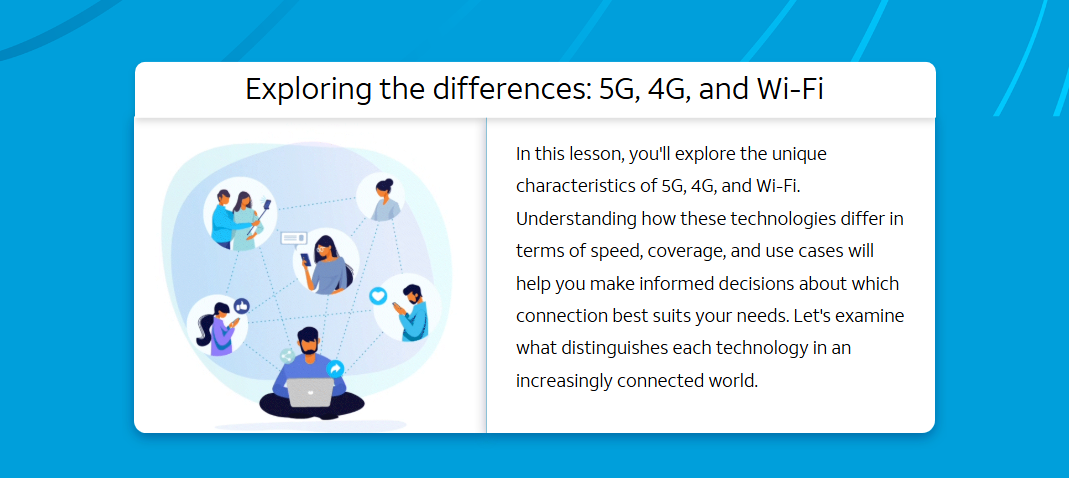 Exploring the differences: 5G, 4G, and Wi-Fi
In this lesson, you'll explore the unique
characteristics of 5G, 4G, and Wi-Fi.
Understanding how these technologies differ in
terms of speed, coverage, and use cases will
help you make informed decisions about which
connection best suits your needs. Let's examine
what distinguishes each technology in an
increasingly connected world.